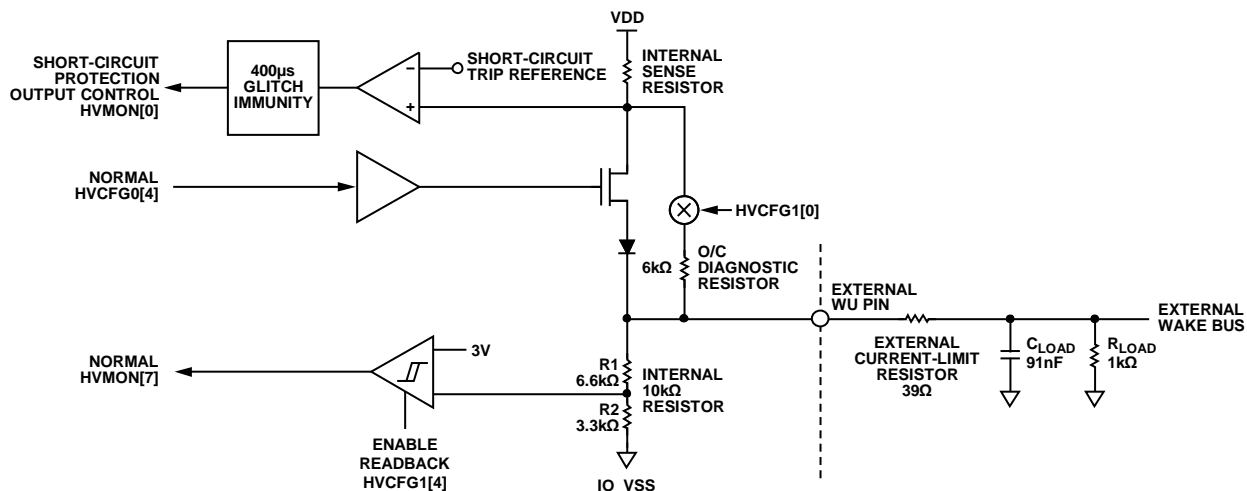 VDD
SHORT-CIRCUIT
PROTECTION
OUTPUT CONTROL
HVMON[0]
400µs
GLITCH
IMMUNITY
–
+
SHORT-CIRCUIT
TRIP REFERENCE
INTERNAL
SENSE
RESISTOR
NORMAL
HVCFG0[4]
HVCFG1[0]
6kΩ
O/C
DIAGNOSTIC
RESISTOR
EXTERNAL
WU PIN
EXTERNAL
WAKE BUS
EXTERNAL
CURRENT-LIMIT
RESISTOR
39Ω
CLOAD
91nF
RLOAD
1kΩ
NORMAL
HVMON[7]
3V
R1
6.6kΩ
INTERNAL
10kΩ
RESISTOR
R2
3.3kΩ
ENABLE
READBACK
HVCFG1[4]
IO_VSS